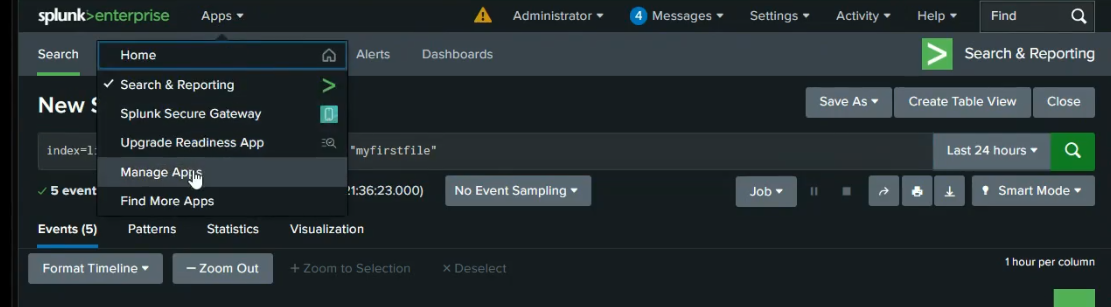 splunk>enterprise Apps ▾ Administrator ▾ 4 Messages ▾ Settings ▾ Activity ▾ Help ▾ Find
Search Alerts Dashboards Search & Reporting
Home
Search & Reporting
Splunk Secure Gateway
Upgrade Readiness App
Manage Apps
Find More Apps
New Save As ▾ Create Table View Close
"myfirstfile" Last 24 hours ▾
5 event :36:23.000) No Event Sampling ▾ Job ▾ Smart Mode ▾
Events (5) Patterns Statistics Visualization
Format Timeline ▾ — Zoom Out + Zoom to Selection × Deselect 1 hour per column